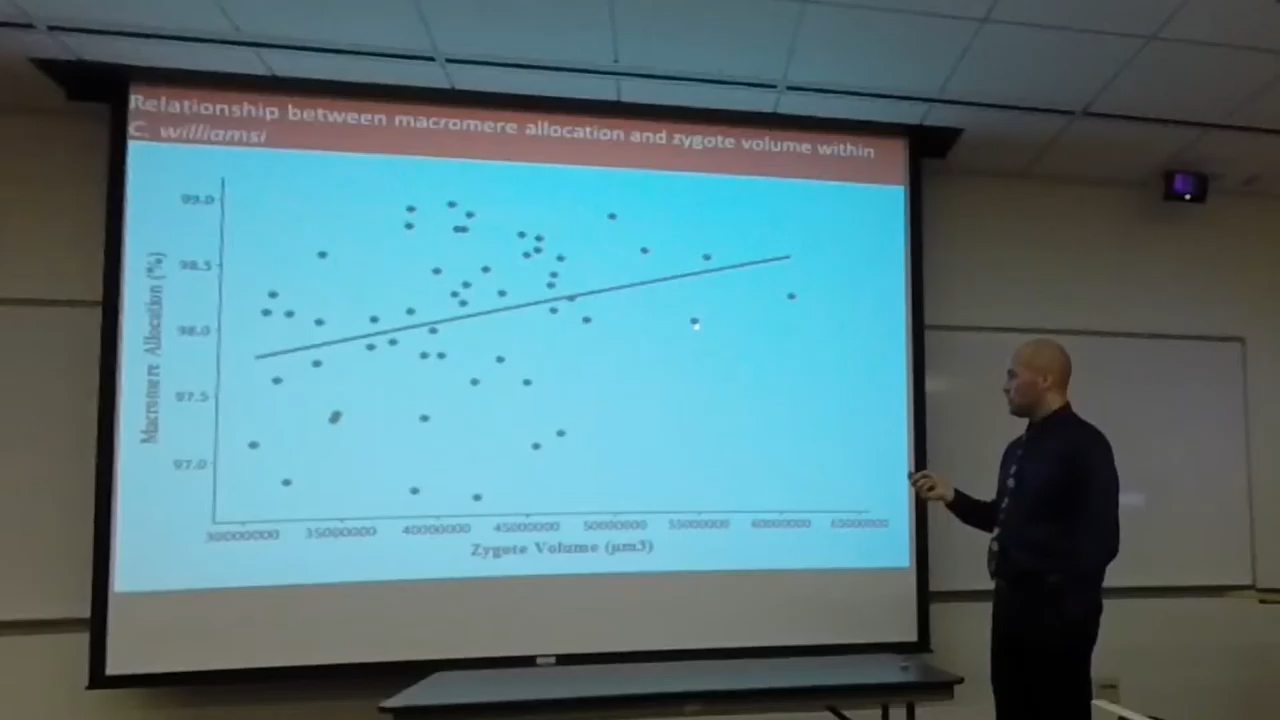 Relationship between macromere allocation and zygote volume within
C. williamsi
99.0
98.5
98.0
97.5
97.0
Macromere Allocation (%)
30000000 35000000 40000000 45000000 50000000 55000000 60000000 65000000
Zygote Volume (µm3)